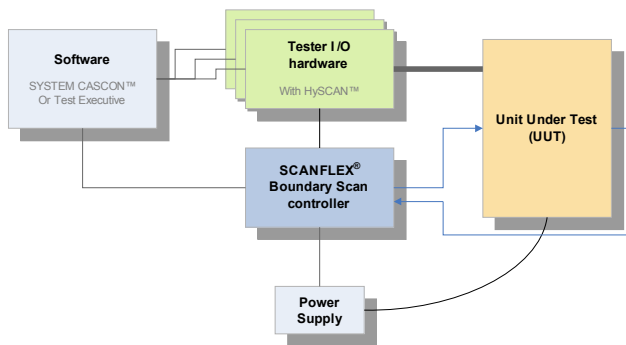 Software
SYSTEM CASCON™
Or Test Executive
Tester I/O
hardware
With HySCAN™
Unit Under Test
(UUT)
SCANFLEX®
Boundary Scan
controller
Power
Supply